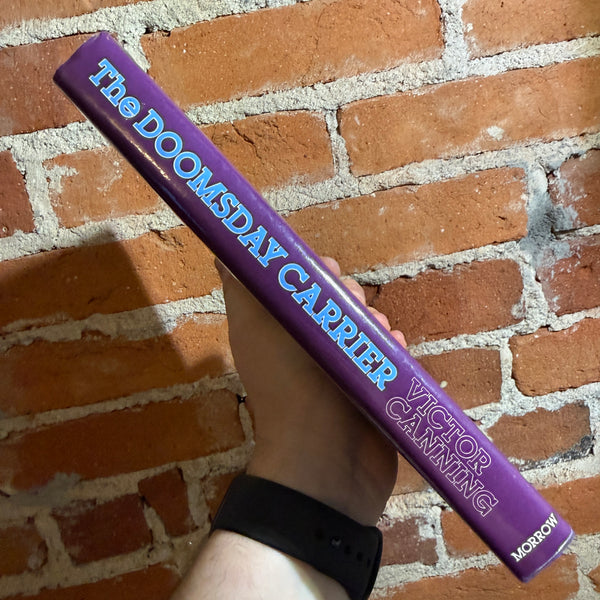 The DOOMSDAY CARRIER
VICTOR
CANNING
MORROW